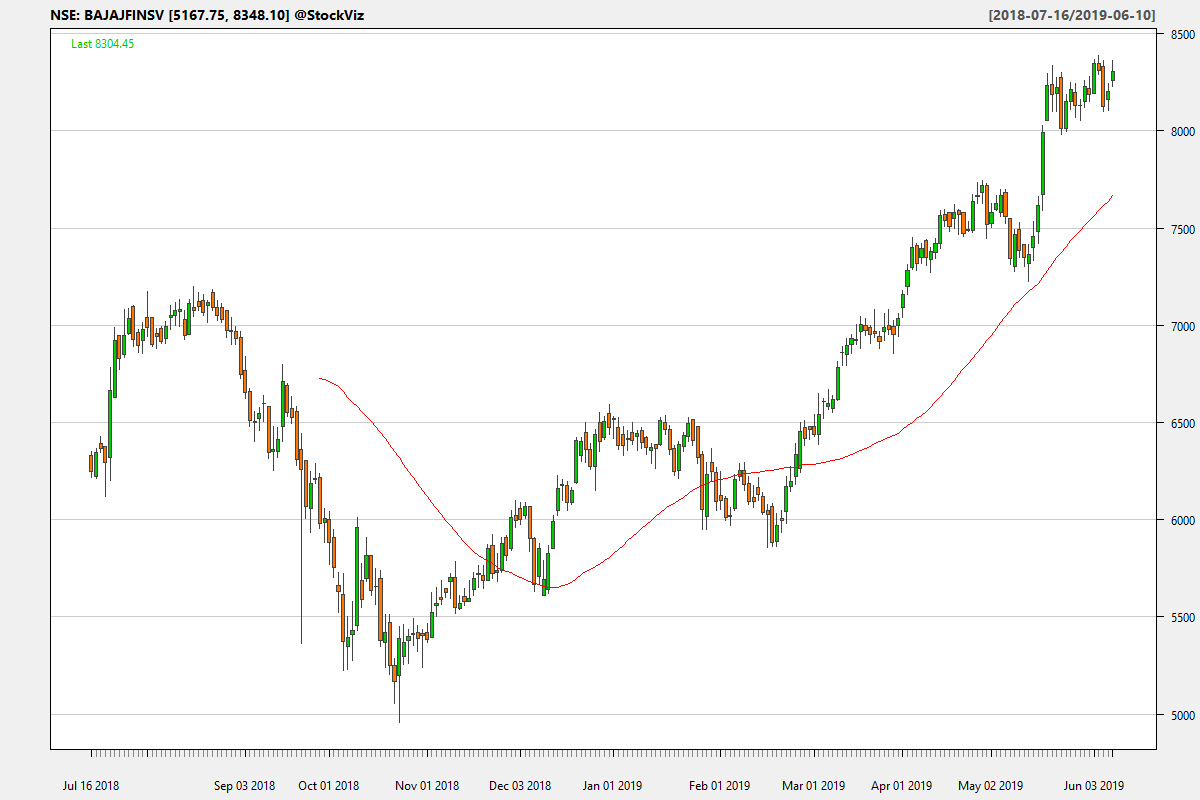 NSE: BAJAJFINSV [5167.75, 8348.10] @StockViz [2018-07-16/2019-06-10]
Last 8304.45
8500
8000
7500
7000
6500
6000
5500
5000
Jul 16 2018 Sep 03 2018 Oct 01 2018 Nov 01 2018 Dec 03 2018 Jan 01 2019 Feb 01 2019 Mar 01 2019 Apr 01 2019 May 02 2019 Jun 03 2019